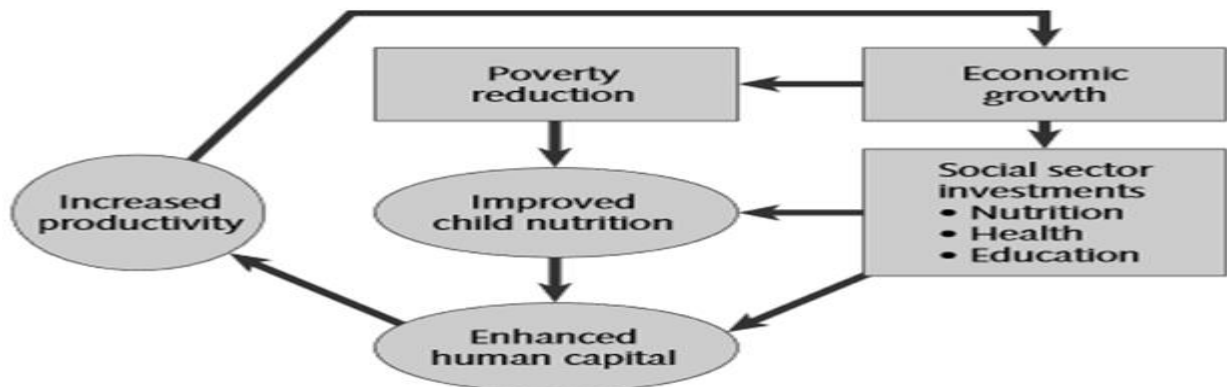 Poverty
reduction
Economic
growth
Increased
productivity
Improved
child nutrition
Social sector
investments
• Nutrition
• Health
• Education
Enhanced
human capital